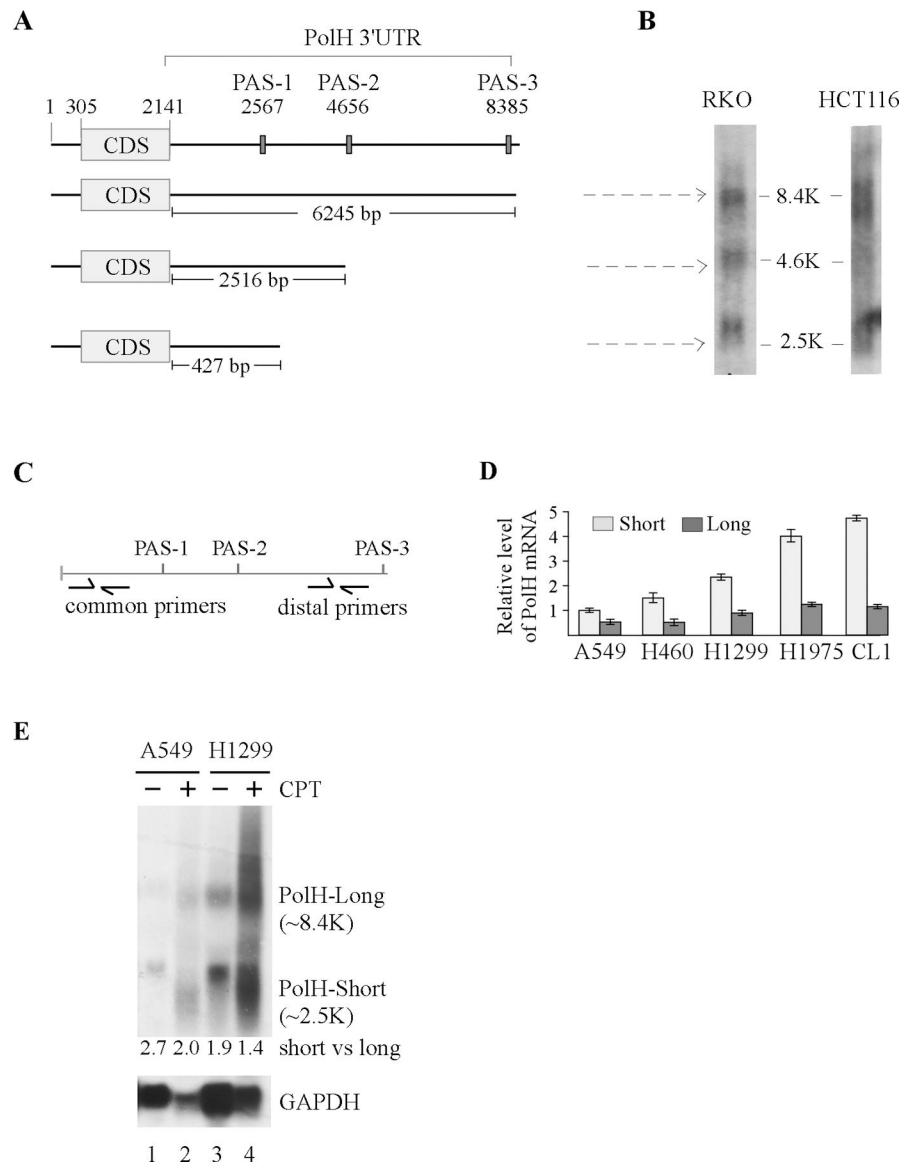 A
PolH 3'UTR
PAS-1 PAS-2 PAS-3
1 305 2141 2567 4656 8385
CDS
CDS
6245 bp
CDS
2516 bp
CDS
427 bp
B
RKO HCT116
8.4K
4.6K
2.5K
C
PAS-1 PAS-2 PAS-3
common primers distal primers
D
Relative level
of PolH mRNA
5
4
3
2
1
Short Long
A549 H460 H1299 H1975 CL1
E
A549 H1299
− + − + CPT
PolH-Long
(~8.4K)
PolH-Short
(~2.5K)
2.7 2.0 1.9 1.4 short vs long
GAPDH
1 2 3 4